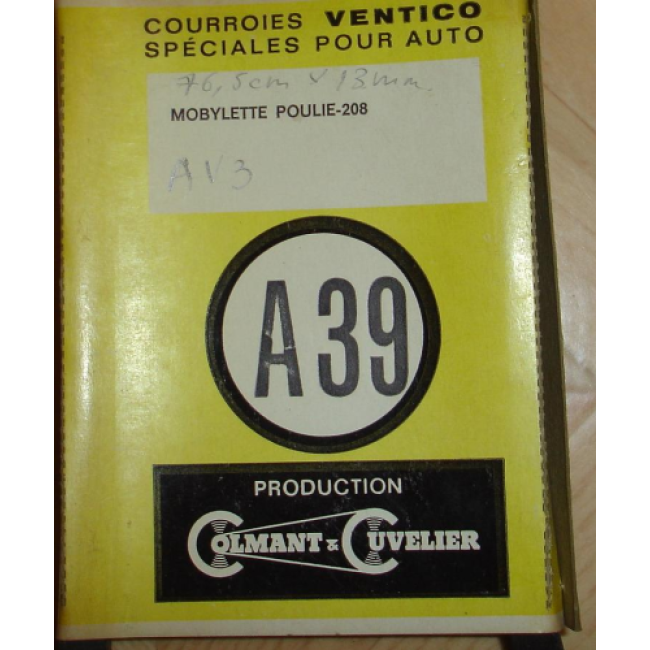 COURROIES VENTICO
SPÉCIALES POUR AUTO
76,5cm x 13mm.
MOBYLETTE POULIE-208
AV3
A39
PRODUCTION
COLMANT & CUVELIER